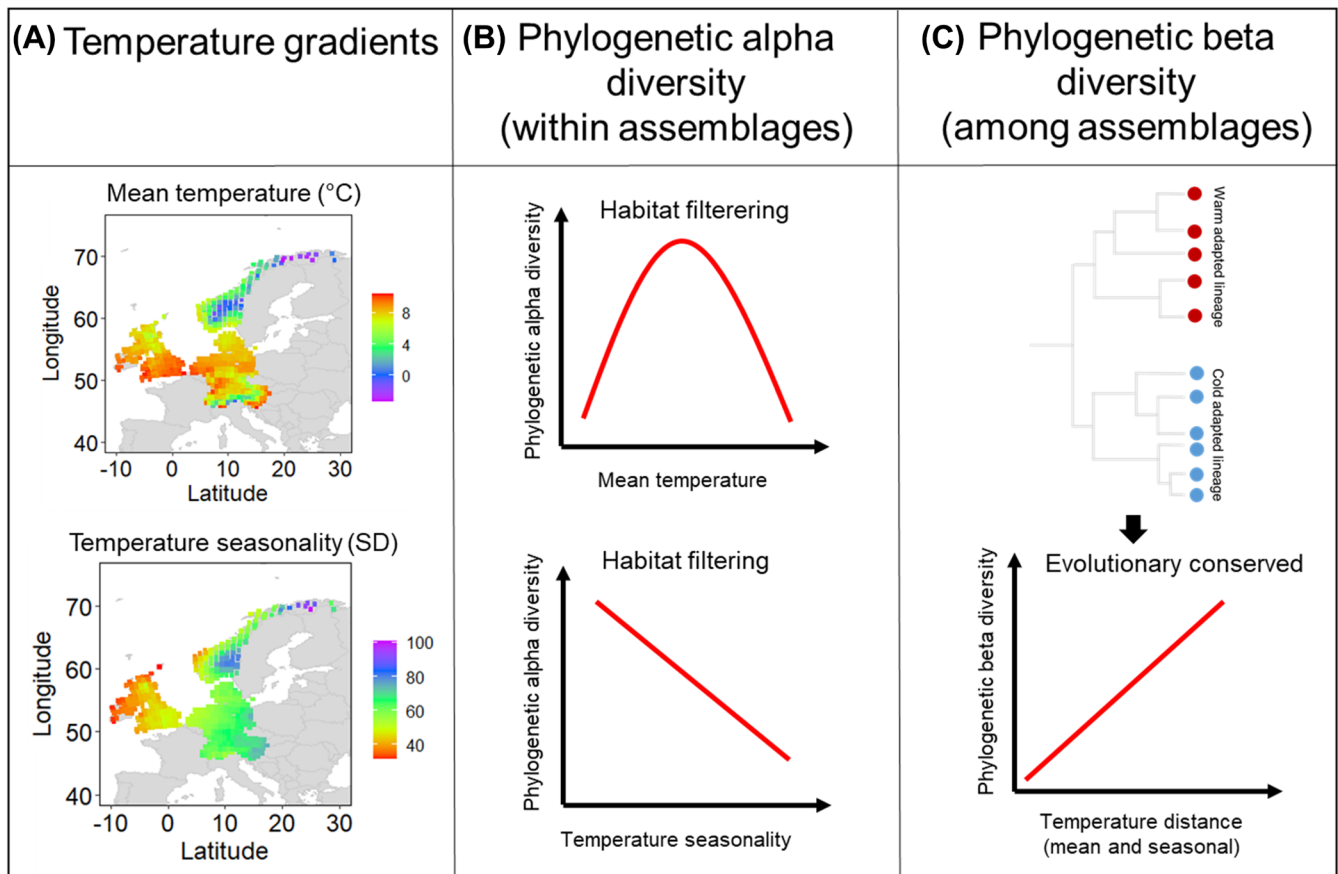 (A) Temperature gradients
(B) Phylogenetic alpha
diversity
(within assemblages)
(C) Phylogenetic beta
diversity
(among assemblages)
Mean temperature (°C)
Longitude
70
60
50
40
-10 0 10 20 30
Latitude
8
4
0
Temperature seasonality (SD)
Longitude
70
60
50
40
-10 0 10 20 30
Latitude
100
80
60
40
Habitat filterering
Phylogenetic alpha diversity
Mean temperature
Habitat filtering
Phylogenetic alpha diversity
Temperature seasonality
Warm adapted lineage
Cold adapted lineage
Evolutionary conserved
Phylogenetic beta diversity
Temperature distance
(mean and seasonal)